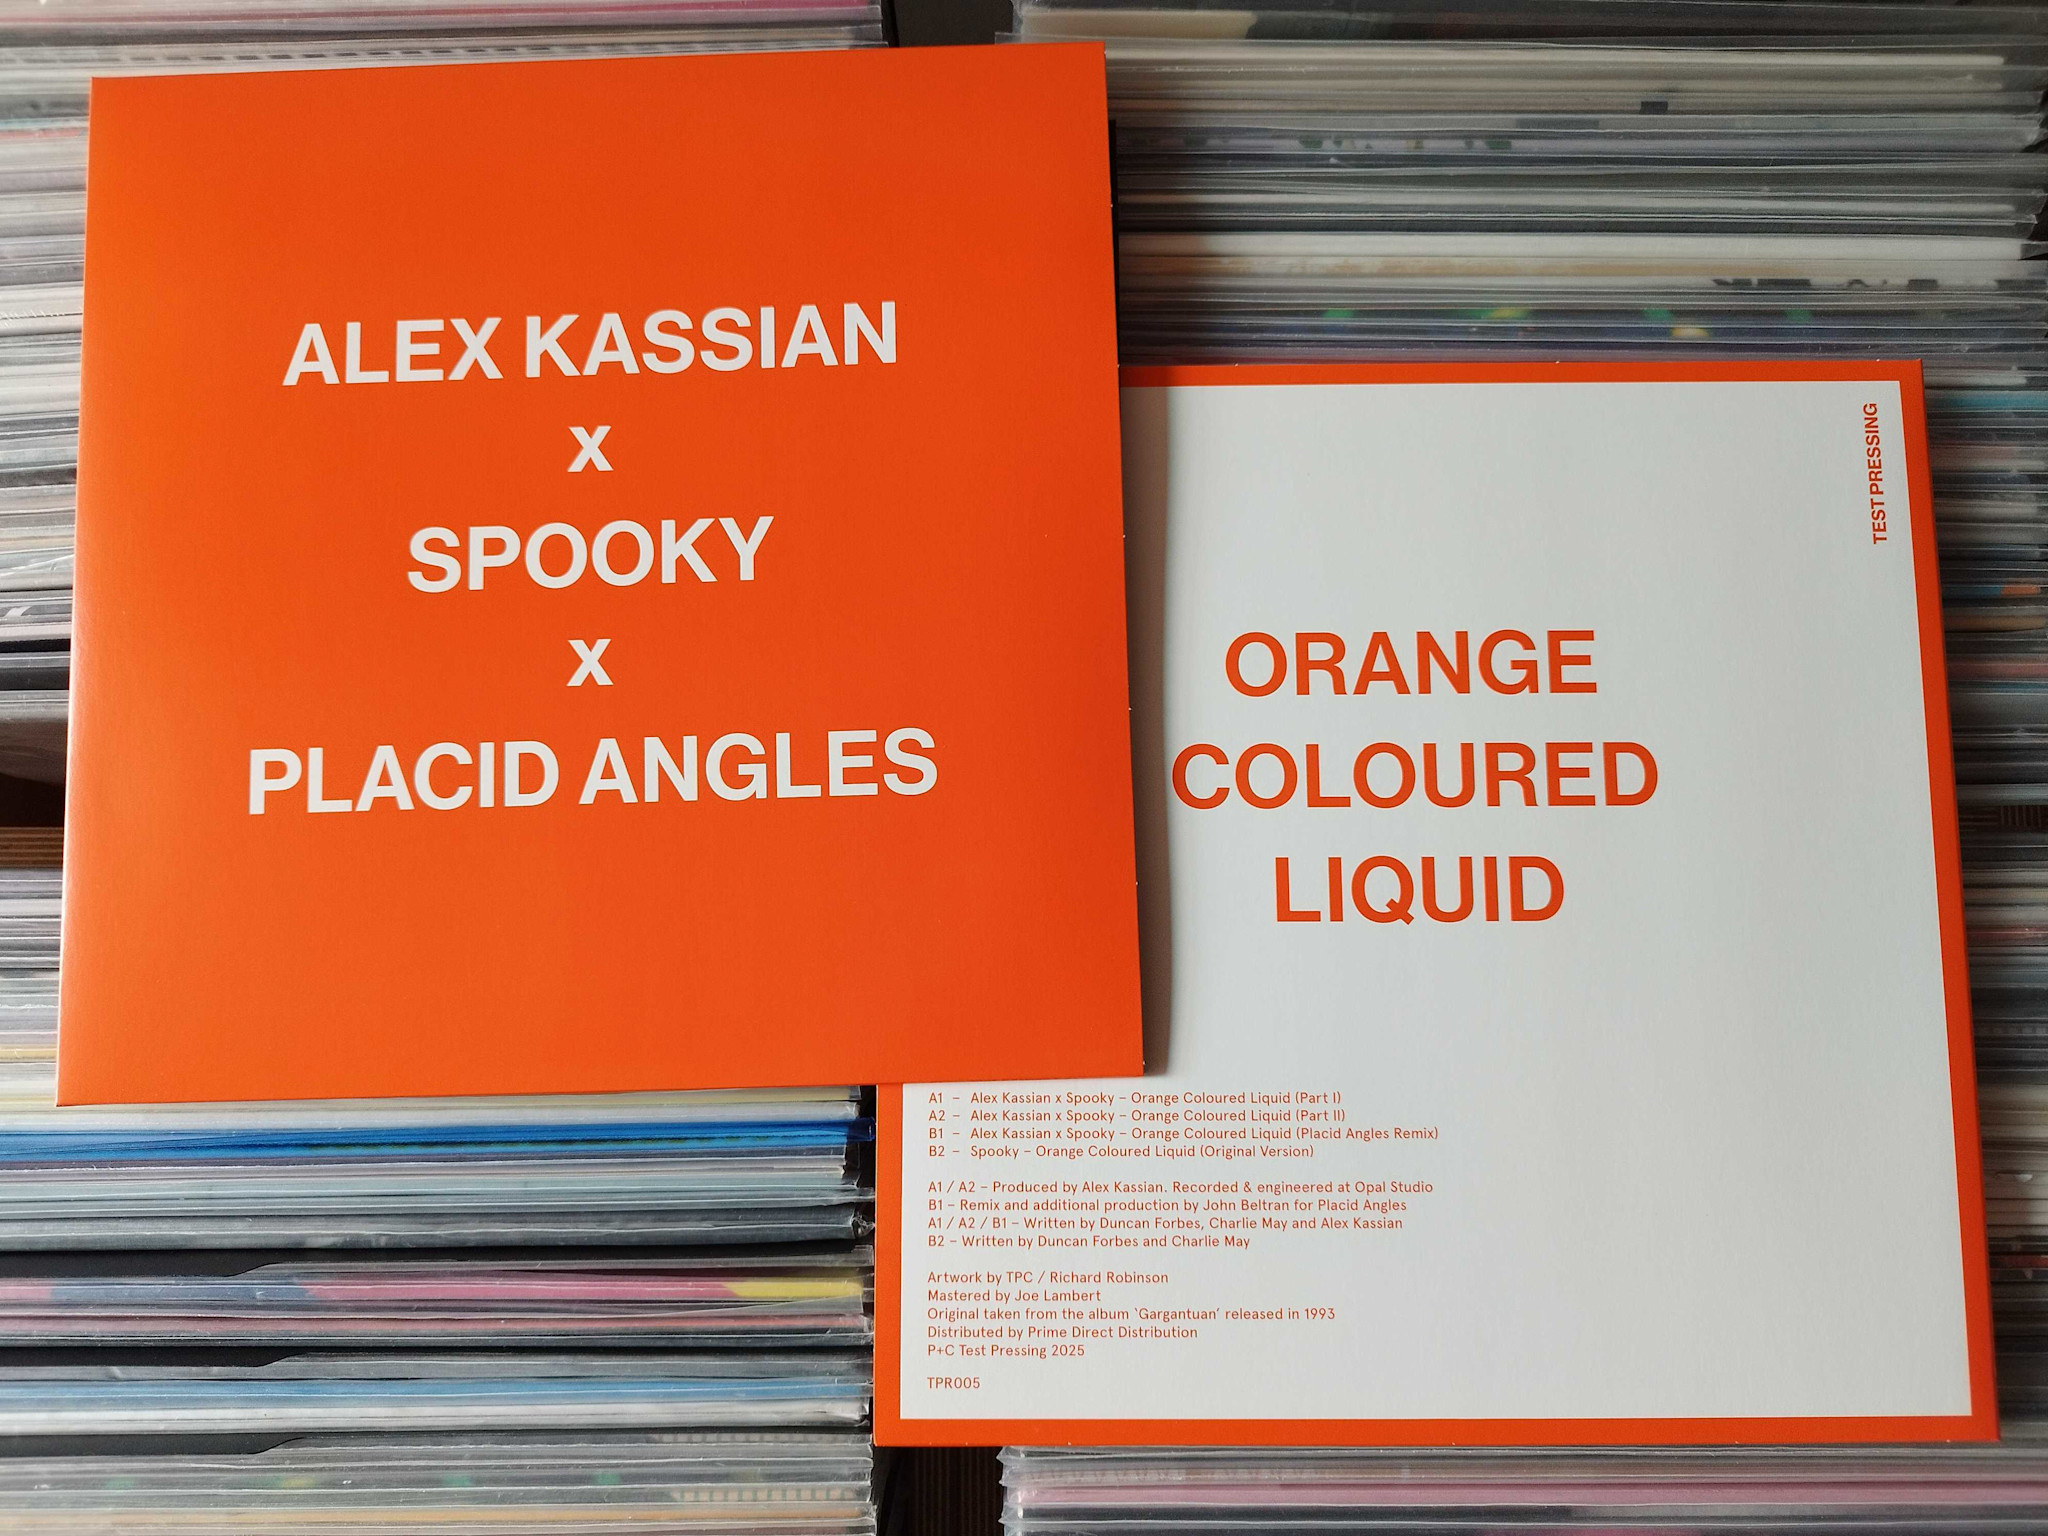 ALEX KASSIAN
x
SPOOKY
x
PLACID ANGLES
TEST PRESSING
ORANGE
COLOURED
LIQUID
A1 – Alex Kassian x Spooky – Orange Coloured Liquid (Part I)
A2 – Alex Kassian x Spooky – Orange Coloured Liquid (Part II)
B1 – Alex Kassian x Spooky – Orange Coloured Liquid (Placid Angles Remix)
B2 – Spooky – Orange Coloured Liquid (Original Version)
A1 / A2 – Produced by Alex Kassian. Recorded & engineered at Opal Studio
B1 – Remix and additional production by John Beltran for Placid Angles
A1 / A2 / B1 – Written by Duncan Forbes, Charlie May and Alex Kassian
B2 – Written by Duncan Forbes and Charlie May
Artwork by TPC / Richard Robinson
Mastered by Joe Lambert
Original taken from the album ‘Gargantuan’ released in 1993
Distributed by Prime Direct Distribution
P+C Test Pressing 2025
TPR005